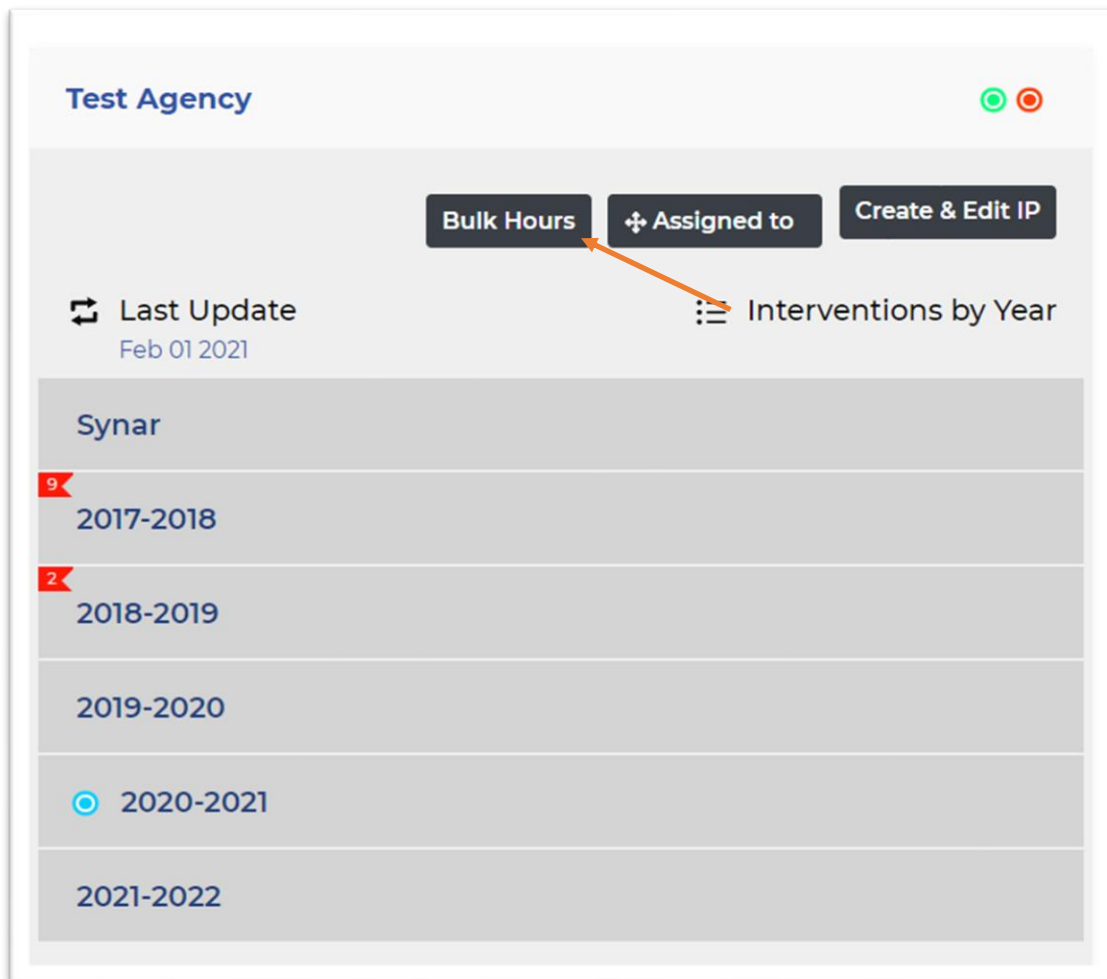 Test Agency
Bulk Hours
Assigned to
Create & Edit IP
Last Update
Interventions by Year
Feb 01 2021
Synar
9
2017-2018
2
2018-2019
2019-2020
2020-2021
2021-2022